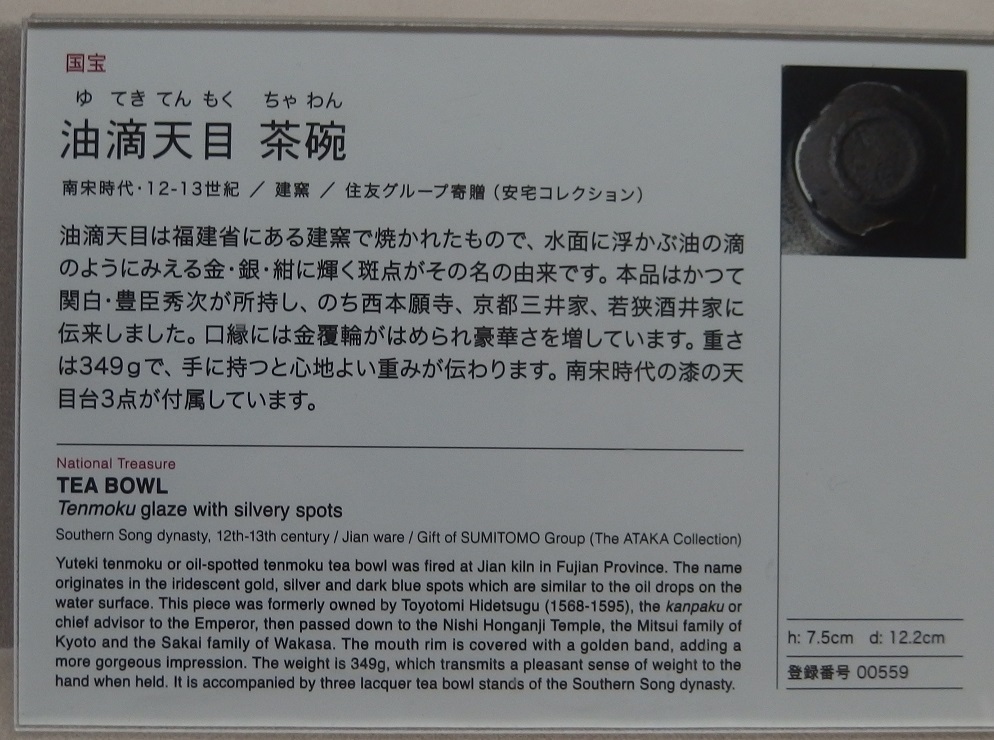 国宝
ゆ てき てん もく ちゃ わん
油滴天目 茶碗
南宋時代・12-13世紀 ／ 建窯 ／ 住友グループ寄贈（安宅コレクション）
油滴天目は福建省にある建窯で焼かれたもので、水面に浮かぶ油の滴
のようにみえる金・銀・紺に輝く斑点がその名の由来です。本品はかつて
関白・豊臣秀次が所持し、のち西本願寺、京都三井家、若狭酒井家に
伝来しました。口縁には金覆輪がはめられ豪華さを増しています。重さ
は349gで、手に持つと心地よい重みが伝わります。南宋時代の漆の天
目台3点が付属しています。
National Treasure
TEA BOWL
Tenmoku glaze with silvery spots
Southern Song dynasty, 12th-13th century / Jian ware / Gift of SUMITOMO Group (The ATAKA Collection)
Yuteki tenmoku or oil-spotted tenmoku tea bowl was fired at Jian kiln in Fujian Province. The name
originates in the iridescent gold, silver and dark blue spots which are similar to the oil drops on the
water surface. This piece was formerly owned by Toyotomi Hidetsugu (1568-1595), the kanpaku or
chief advisor to the Emperor, then passed down to the Nishi Honganji Temple, the Mitsui family of
Kyoto and the Sakai family of Wakasa. The mouth rim is covered with a golden band, adding a
more gorgeous impression. The weight is 349g, which transmits a pleasant sense of weight to the
hand when held. It is accompanied by three lacquer tea bowl stands of the Southern Song dynasty.
h: 7.5cm d: 12.2cm
登録番号 00559